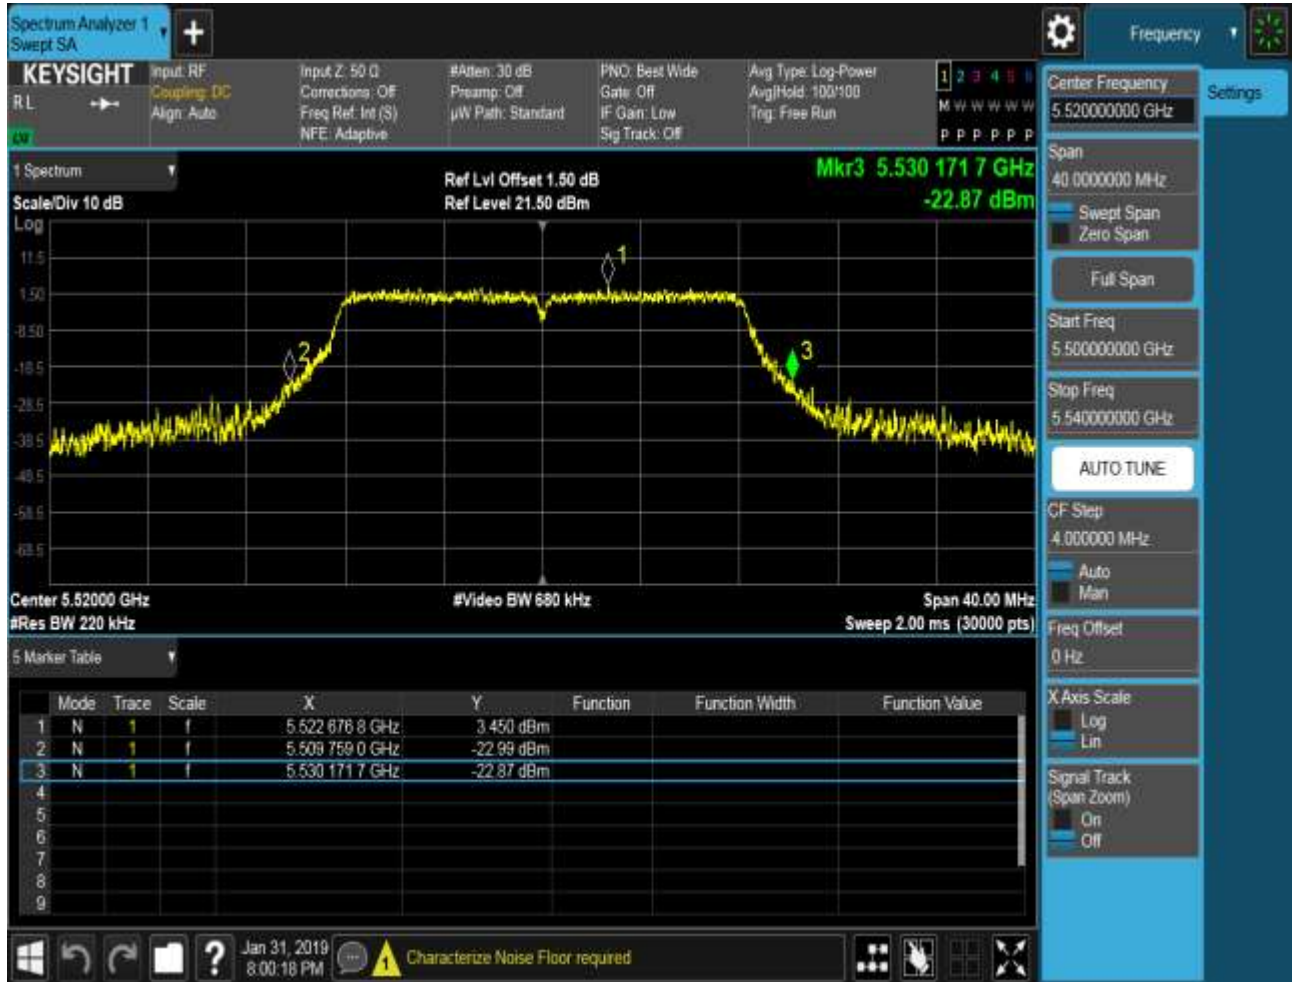 Spectrum Analyzer 1
Swept SA
+
Frequency
KEYSIGHT
R L
Input: RF
Coupling: DC
Align: Auto
Input Z: 50 Ω
Corrections: Off
Freq Ref: Int (S)
NFE: Adaptive
#Atten: 30 dB
Preamp: Off
µW Path: Standard
PNO: Best Wide
Gate: Off
IF Gain: Low
Sig Track: Off
Avg Type: Log-Power
Avg|Hold: 100/100
Trig: Free Run
1 2 3 4 5 6
M W W W W W
P P P P P P
1 Spectrum
Scale/Div 10 dB
Ref Lvl Offset 1.50 dB
Ref Level 21.50 dBm
Mkr3 5.530 171 7 GHz
-22.87 dBm
Log
11.5
1.50
-8.50
-18.5
-28.5
-38.5
-48.5
-58.5
-68.5
1
2
3
Center 5.52000 GHz
#Video BW 680 kHz
Span 40.00 MHz
#Res BW 220 kHz
Sweep 2.00 ms (30000 pts)
5 Marker Table
Mode Trace Scale X Y Function Function Width Function Value
1 N 1 f 5.522 676 8 GHz 3.450 dBm
2 N 1 f 5.509 759 0 GHz -22.99 dBm
3 N 1 f 5.530 171 7 GHz -22.87 dBm
4
5
6
7
8
9
Center Frequency
5.520000000 GHz
Settings
Span
40.0000000 MHz
Swept Span
Zero Span
Full Span
Start Freq
5.500000000 GHz
Stop Freq
5.540000000 GHz
AUTO TUNE
CF Step
4.000000 MHz
Auto
Man
Freq Offset
0 Hz
X Axis Scale
Log
Lin
Signal Track
(Span Zoom)
On
Off
?
Jan 31, 2019
8:00:18 PM
1
Characterize Noise Floor required